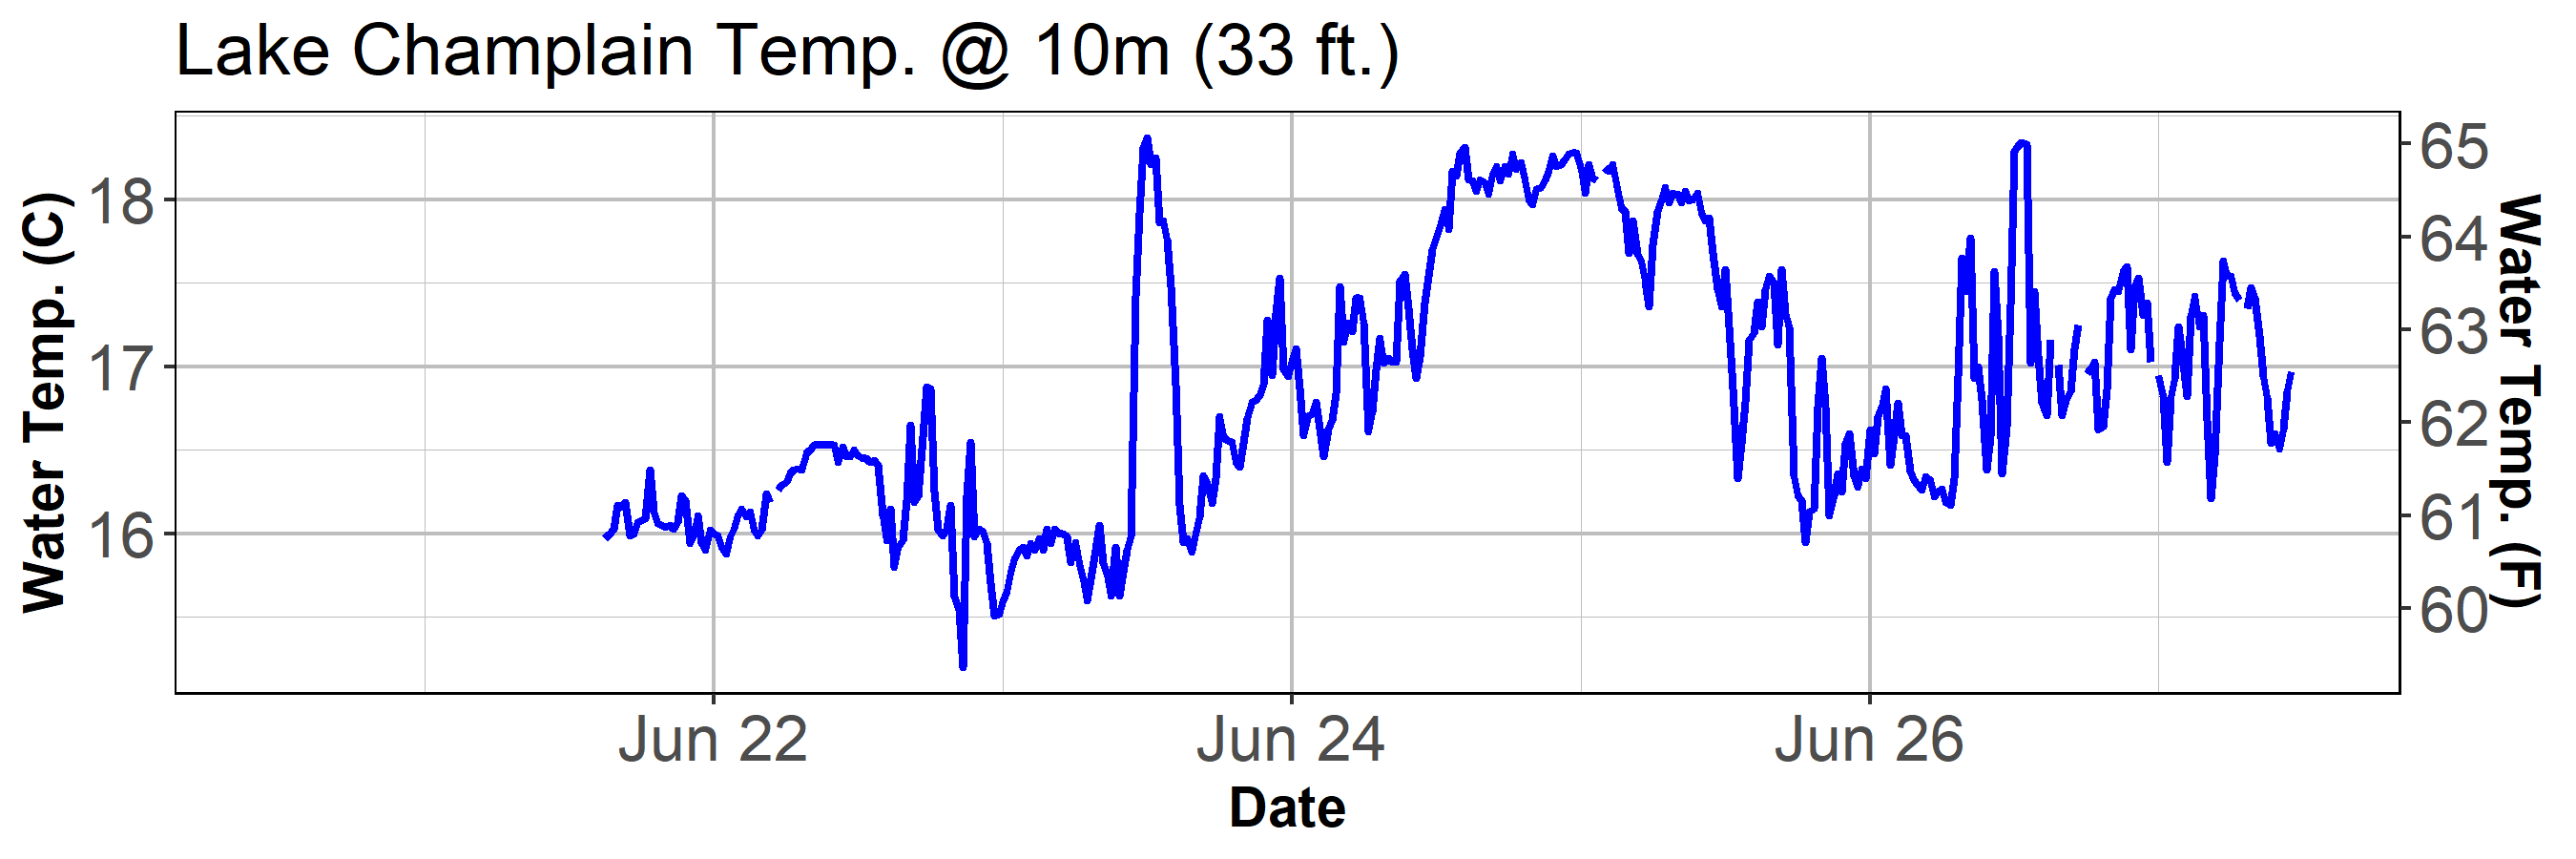 Lake Champlain Temp. @ 10m (33 ft.)
Water Temp. (C)
18
17
16
65
64
63
62
61
60
Water Temp. (F)
Jun 22
Jun 24
Jun 26
Date